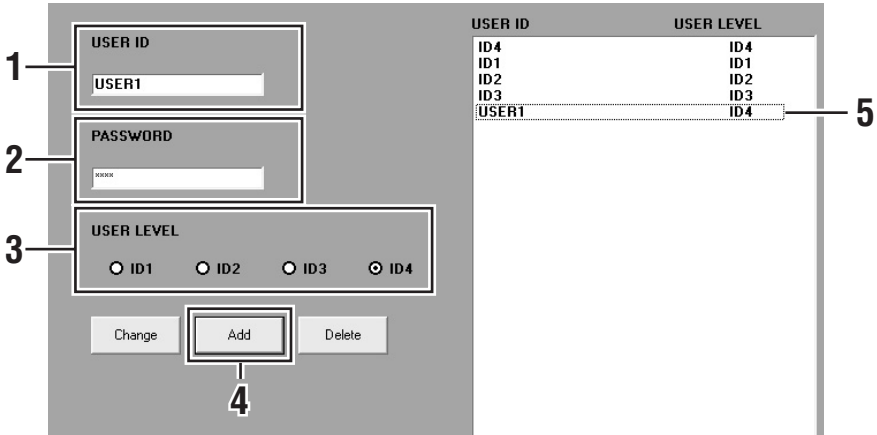 USER ID
1
USER1
PASSWORD
2
****
USER LEVEL
3
ID1 ID2 ID3 ID4
Change Add Delete
4
USER ID USER LEVEL
ID4 ID4
ID1 ID1
ID2 ID2
ID3 ID3
USER1 ID4
5